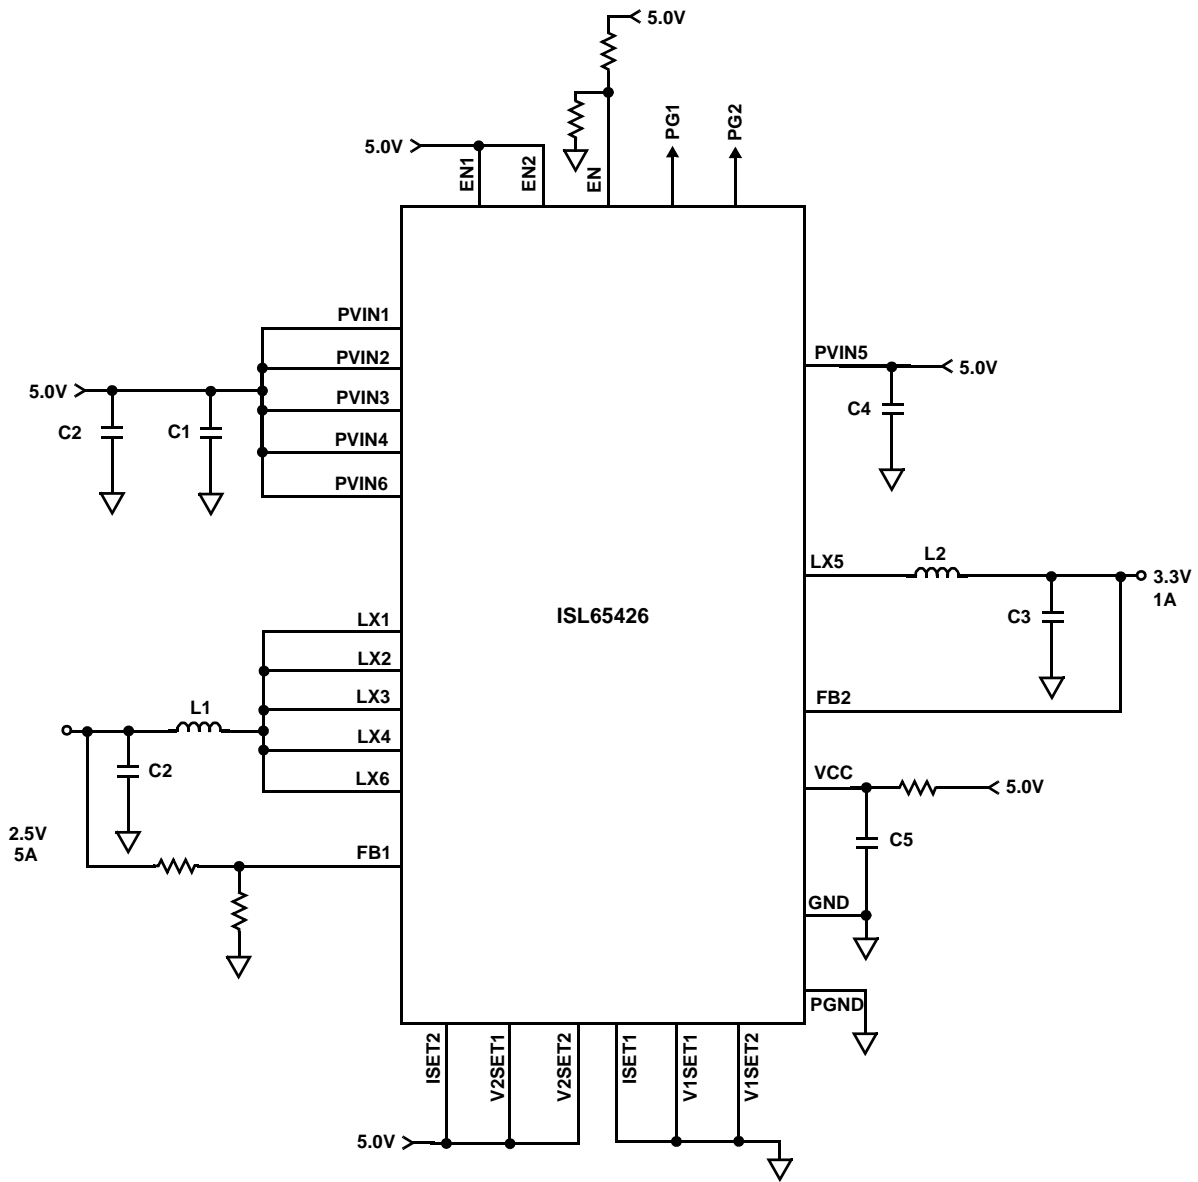 5.0V
PG1
PG2
5.0V
EN1
EN2
EN
PVIN1
PVIN2
PVIN3
PVIN4
PVIN6
5.0V
C2
C1
PVIN5
5.0V
C4
LX5
L2
3.3V
1A
C3
FB2
ISL65426
LX1
LX2
LX3
LX4
LX6
L1
C2
2.5V
5A
FB1
VCC
5.0V
C5
GND
PGND
ISET2
V2SET1
V2SET2
ISET1
V1SET1
V1SET2
5.0V